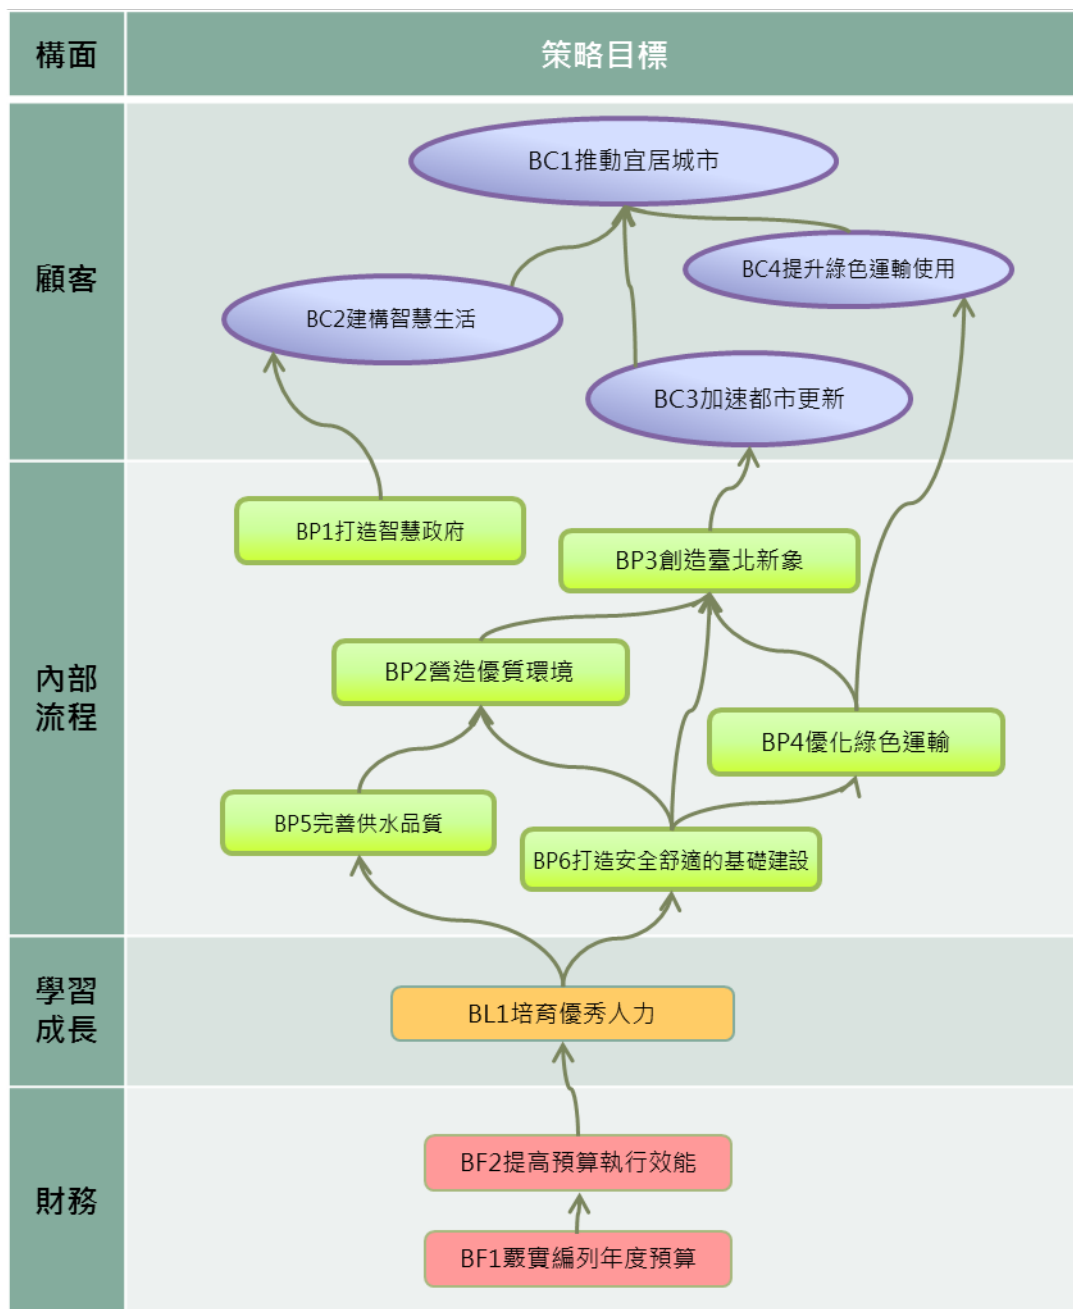 構面
策略目標
顧客
BC1推動宜居城市
BC4提升綠色運輸使用
BC2建構智慧生活
BC3加速都市更新
內部
流程
BP1打造智慧政府
BP3創造臺北新象
BP2營造優質環境
BP4優化綠色運輸
BP5完善供水品質
BP6打造安全舒適的基礎建設
學習
成長
BL1培育優秀人力
財務
BF2提高預算執行效能
BF1覈實編列年度預算